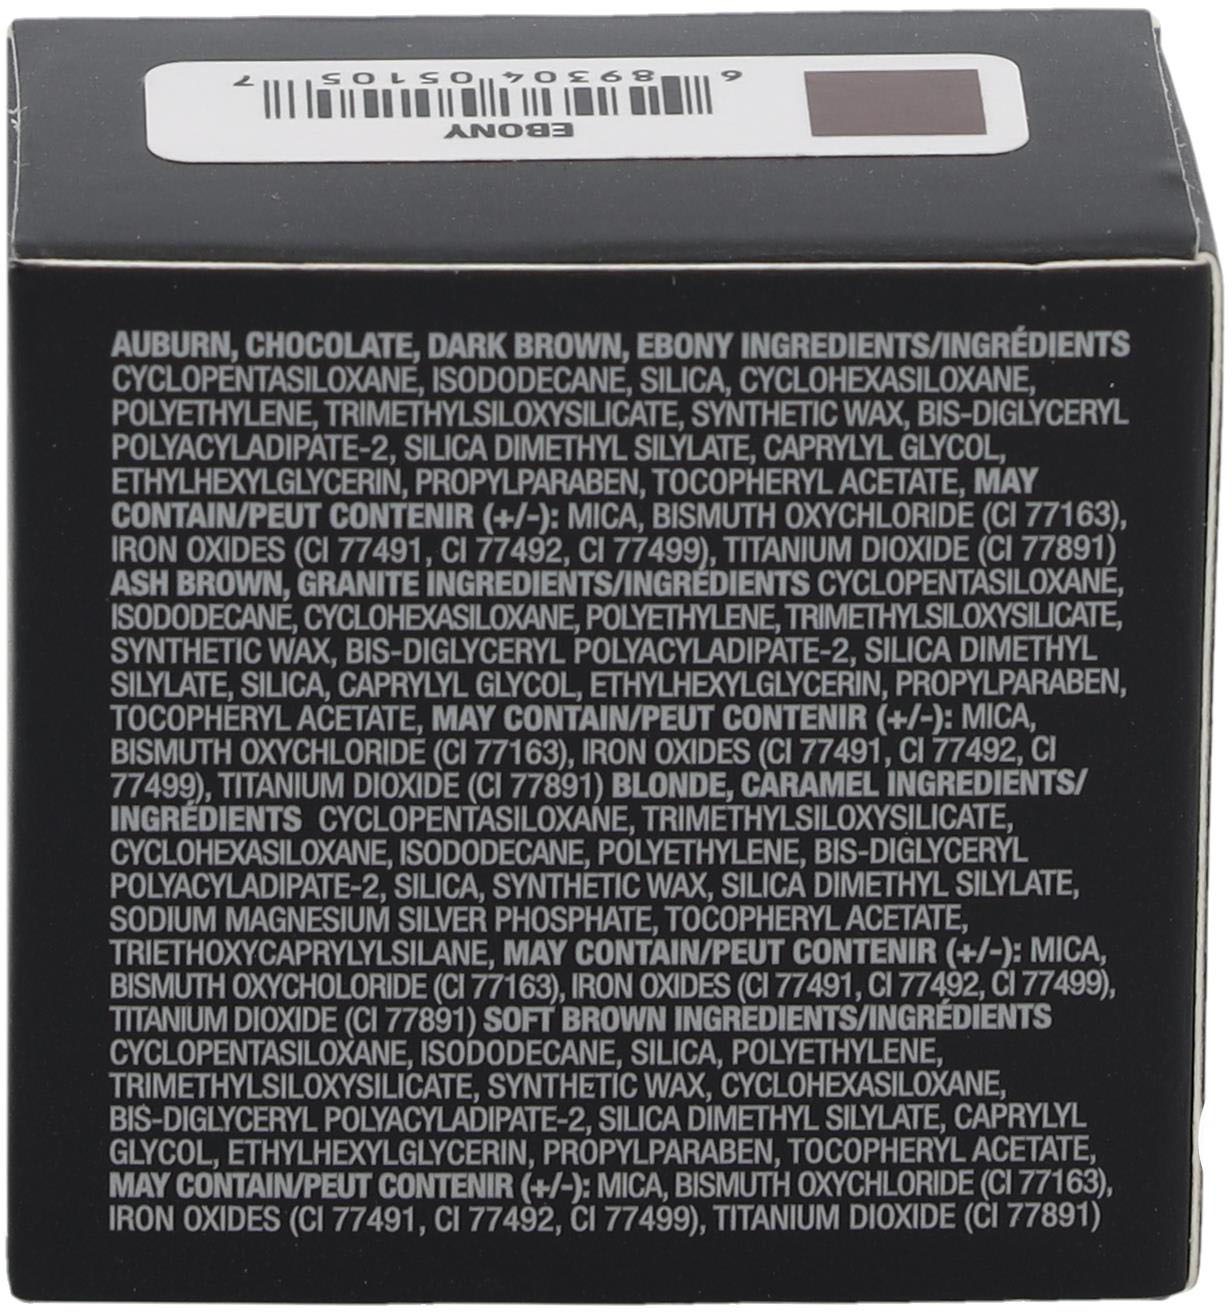 6 89304 05105 7
EBONY
AUBURN, CHOCOLATE, DARK BROWN, EBONY INGREDIENTS/INGRÉDIENTS
CYCLOPENTASILOXANE, ISODODECANE, SILICA, CYCLOHEXASILOXANE,
POLYETHYLENE, TRIMETHYLSILOXYSILICATE, SYNTHETIC WAX, BIS-DIGLYCERYL
POLYACYLADIPATE-2, SILICA DIMETHYL SILYLATE, CAPRYLYL GLYCOL,
ETHYLHEXYLGLYCERIN, PROPYLPARABEN, TOCOPHERYL ACETATE, MAY
CONTAIN/PEUT CONTENIR (+/-): MICA, BISMUTH OXYCHLORIDE (CI 77163),
IRON OXIDES (CI 77491, CI 77492, CI 77499), TITANIUM DIOXIDE (CI 77891)
ASH BROWN, GRANITE INGREDIENTS/INGRÉDIENTS CYCLOPENTASILOXANE,
ISODODECANE, CYCLOHEXASILOXANE, POLYETHYLENE, TRIMETHYLSILOXYSILICATE,
SYNTHETIC WAX, BIS-DIGLYCERYL POLYACYLADIPATE-2, SILICA DIMETHYL
SILYLATE, SILICA, CAPRYLYL GLYCOL, ETHYLHEXYLGLYCERIN, PROPYLPARABEN,
TOCOPHERYL ACETATE, MAY CONTAIN/PEUT CONTENIR (+/-): MICA,
BISMUTH OXYCHLORIDE (CI 77163), IRON OXIDES (CI 77491, CI 77492, CI
77499), TITANIUM DIOXIDE (CI 77891) BLONDE, CARAMEL INGREDIENTS/
INGRÉDIENTS CYCLOPENTASILOXANE, TRIMETHYLSILOXYSILICATE,
CYCLOHEXASILOXANE, ISODODECANE, POLYETHYLENE, BIS-DIGLYCERYL
POLYACYLADIPATE-2, SILICA, SYNTHETIC WAX, SILICA DIMETHYL SILYLATE,
SODIUM MAGNESIUM SILVER PHOSPHATE, TOCOPHERYL ACETATE,
TRIETHOXYCAPRYLYLSILANE, MAY CONTAIN/PEUT CONTENIR (+/-): MICA,
BISMUTH OXYCHOLORIDE (CI 77163), IRON OXIDES (CI 77491, CI 77492, CI 77499),
TITANIUM DIOXIDE (CI 77891) SOFT BROWN INGREDIENTS/INGRÉDIENTS
CYCLOPENTASILOXANE, ISODODECANE, SILICA, POLYETHYLENE,
TRIMETHYLSILOXYSILICATE, SYNTHETIC WAX, CYCLOHEXASILOXANE,
BIS-DIGLYCERYL POLYACYLADIPATE-2, SILICA DIMETHYL SILYLATE, CAPRYLYL
GLYCOL, ETHYLHEXYLGLYCERIN, PROPYLPARABEN, TOCOPHERYL ACETATE,
MAY CONTAIN/PEUT CONTENIR (+/-): MICA, BISMUTH OXYCHLORIDE (CI 77163),
IRON OXIDES (CI 77491, CI 77492, CI 77499), TITANIUM DIOXIDE (CI 77891)